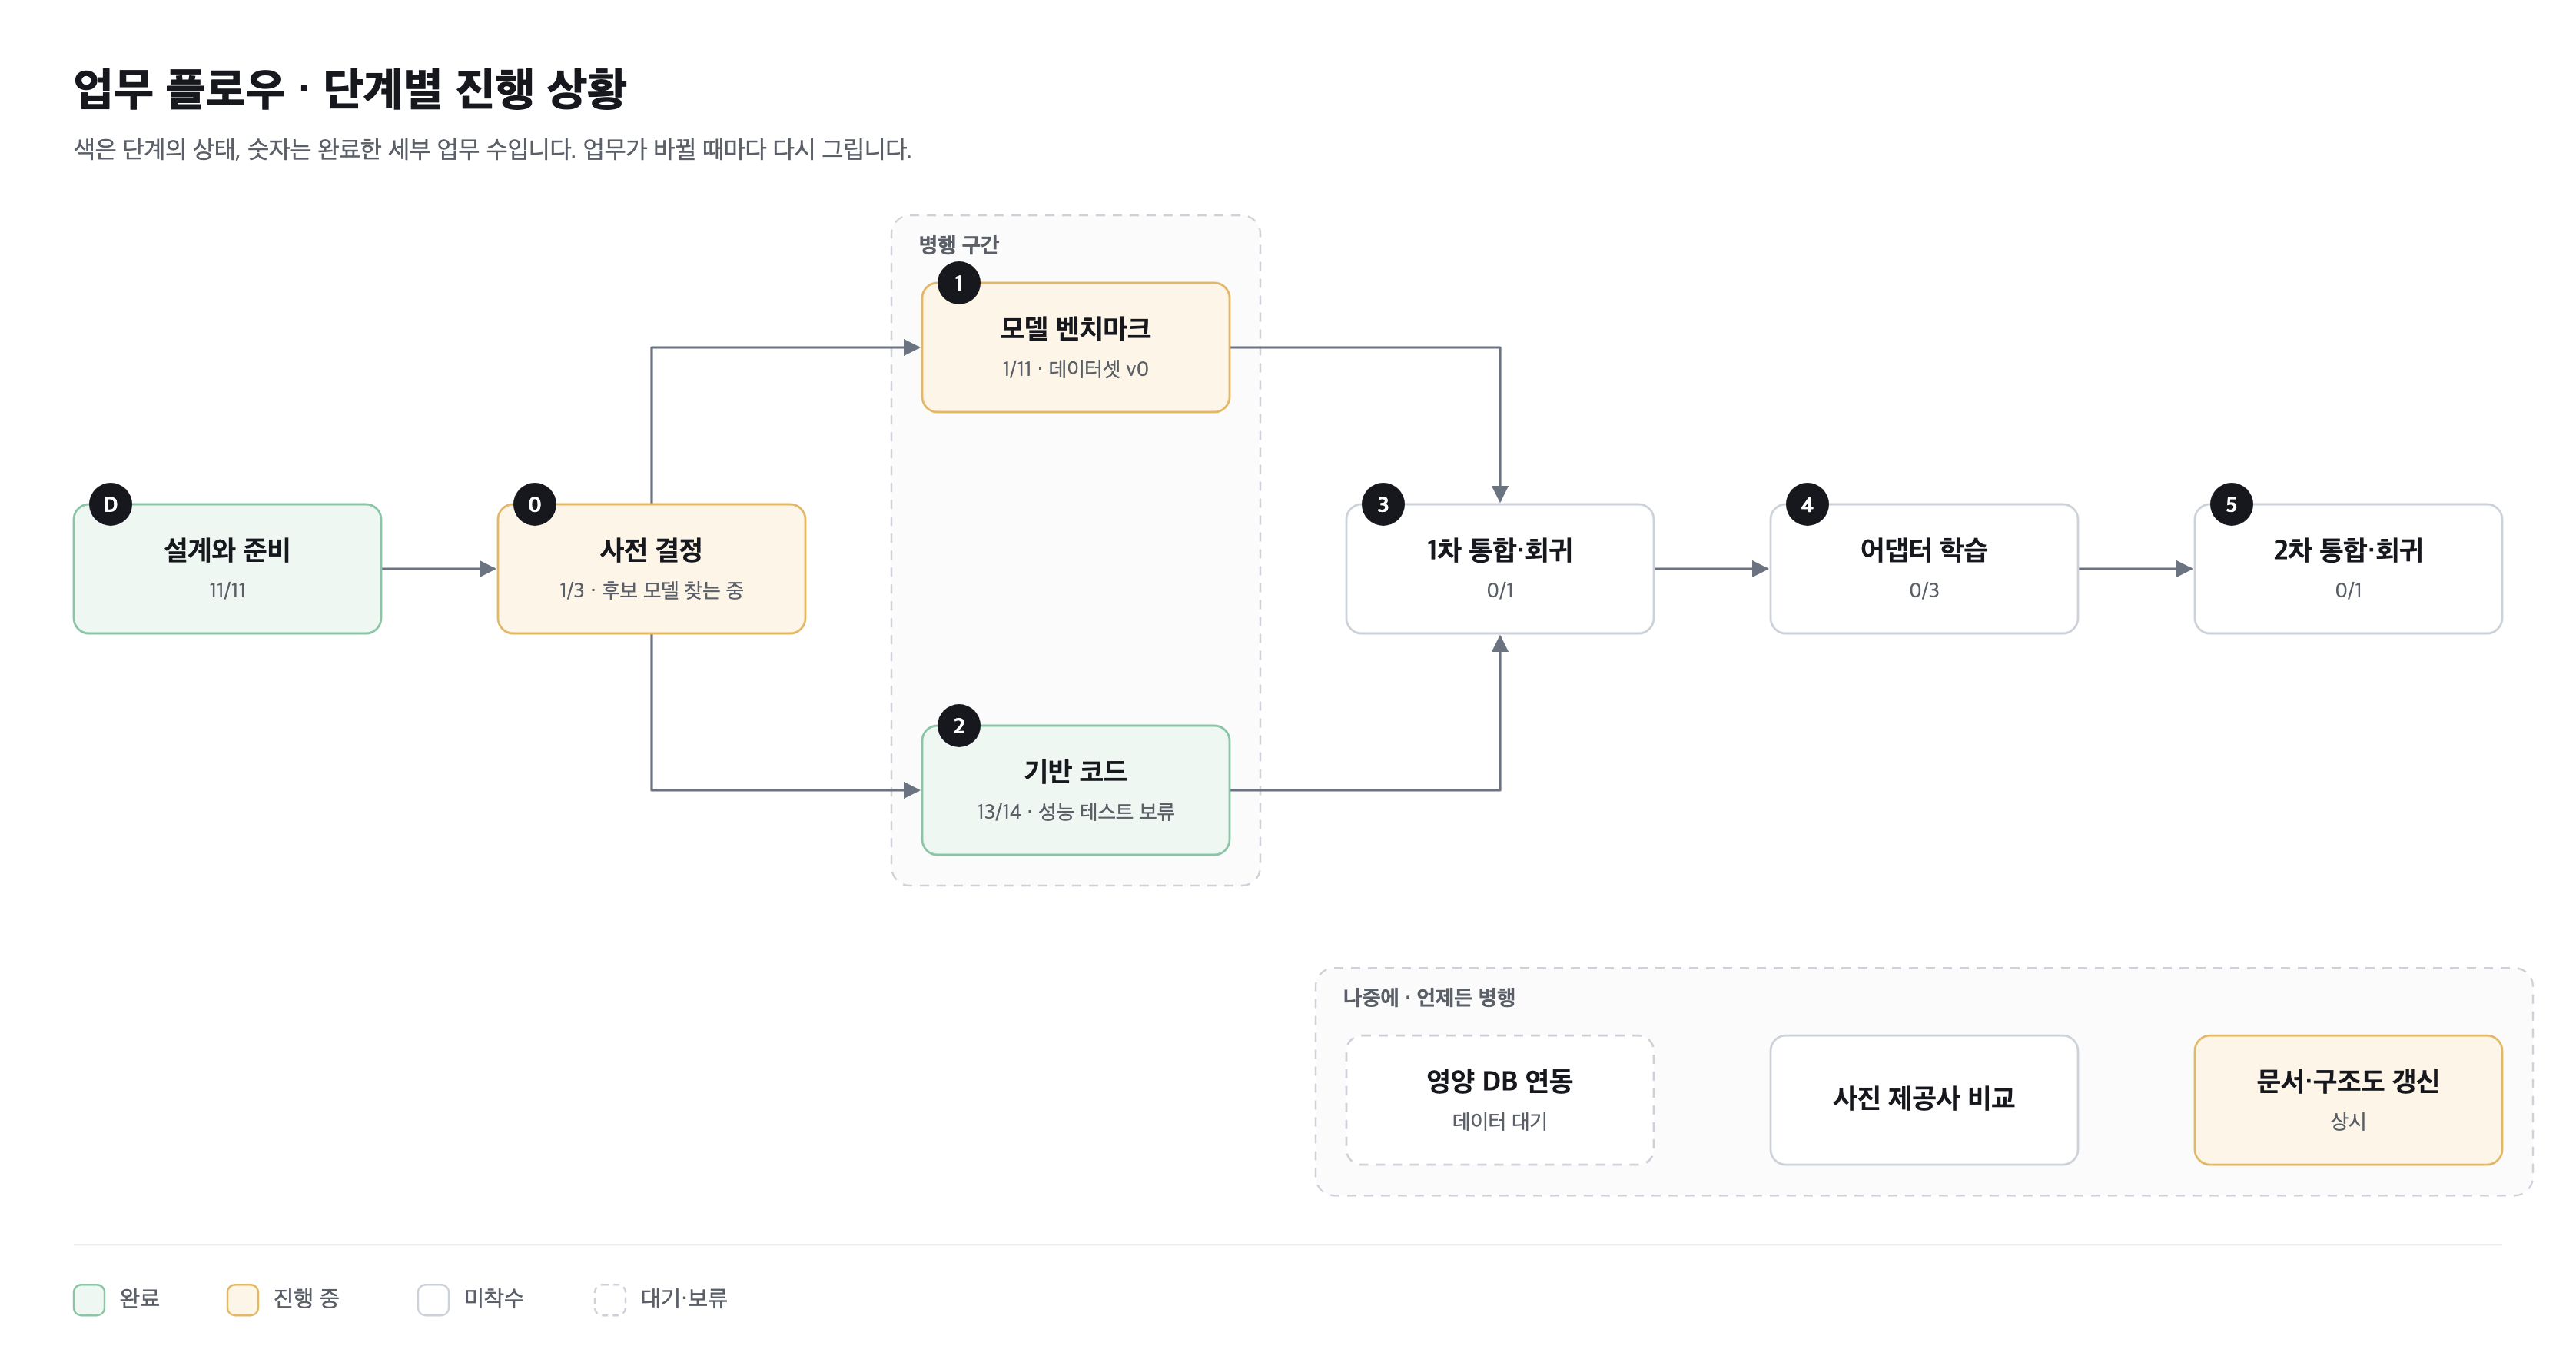 업무 플로우 · 단계별 진행 상황
색은 단계의 상태, 숫자는 완료한 세부 업무 수입니다. 업무가 바뀔 때마다 다시 그립니다.
병행 구간
1
모델 벤치마크
1/11 · 데이터셋 v0
D
설계와 준비
11/11
0
사전 결정
1/3 · 후보 모델 찾는 중
3
1차 통합·회귀
0/1
4
어댑터 학습
0/3
5
2차 통합·회귀
0/1
2
기반 코드
13/14 · 성능 테스트 보류
나중에 · 언제든 병행
영양 DB 연동
데이터 대기
사진 제공사 비교
문서·구조도 갱신
상시
완료
진행 중
미착수
대기·보류